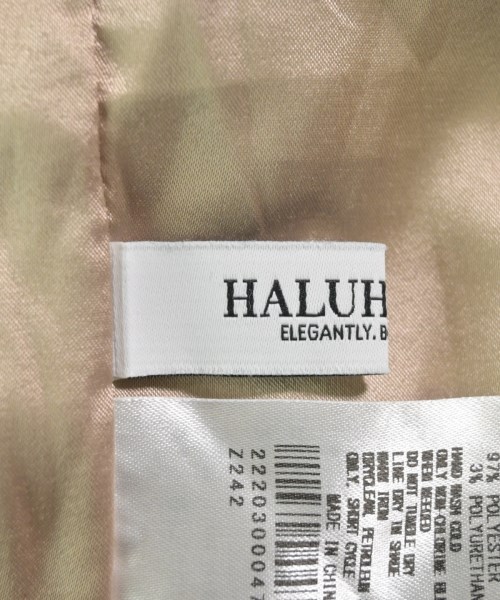 HALUH
ELEGANTLY. B
97% POLYESTER
3% POLYURETHAN
HAND WASH COLD
ONLY NON-CHLORINE BL
WHEN NEEDED
DO NOT TUMBLE DRY
LINE DRY IN SHADE
WARM IRON
DRYCLEAN, PETROLEUM
ONLY, SHORT CYCLE
MADE IN CHIN
222030004
Z242